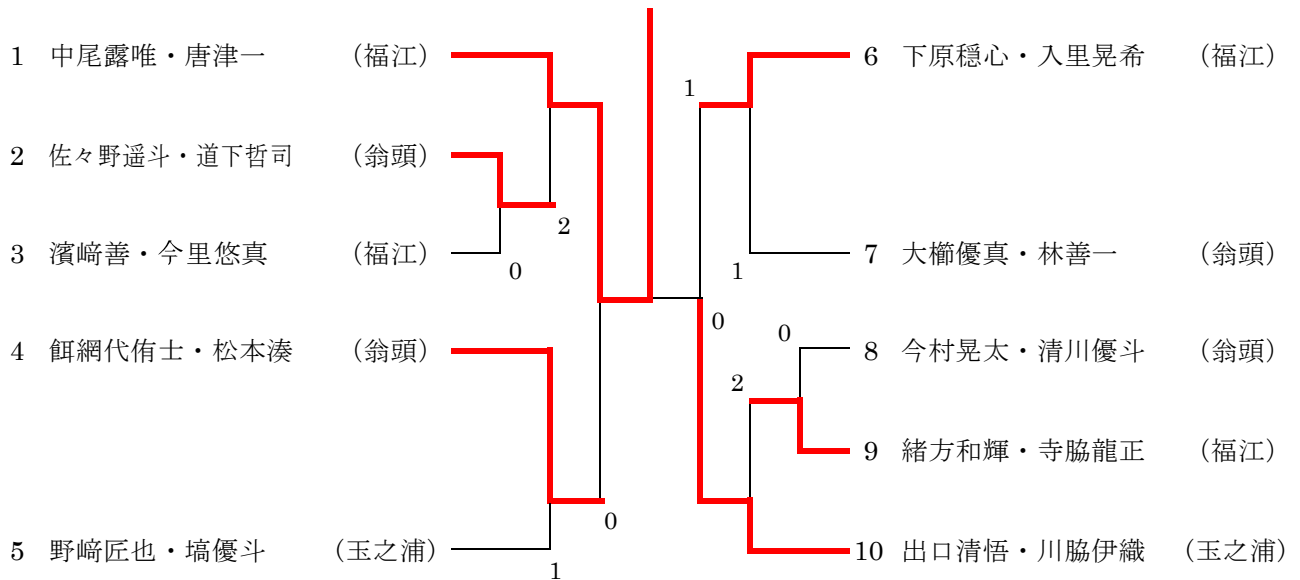 1 中尾露唯・唐津一 （福江）
2 佐々野遥斗・道下哲司 （翁頭）
2
3 濱﨑善・今里悠真 （福江）
0
4 餌網代侑士・松本湊 （翁頭）
0
5 野﨑匠也・塙優斗 （玉之浦）
1
6 下原穏心・入里晃希 （福江）
1
7 大櫛優真・林善一 （翁頭）
1
0
0
8 今村晃太・清川優斗 （翁頭）
2
9 緒方和輝・寺脇龍正 （福江）
10 出口清悟・川脇伊織 （玉之浦）